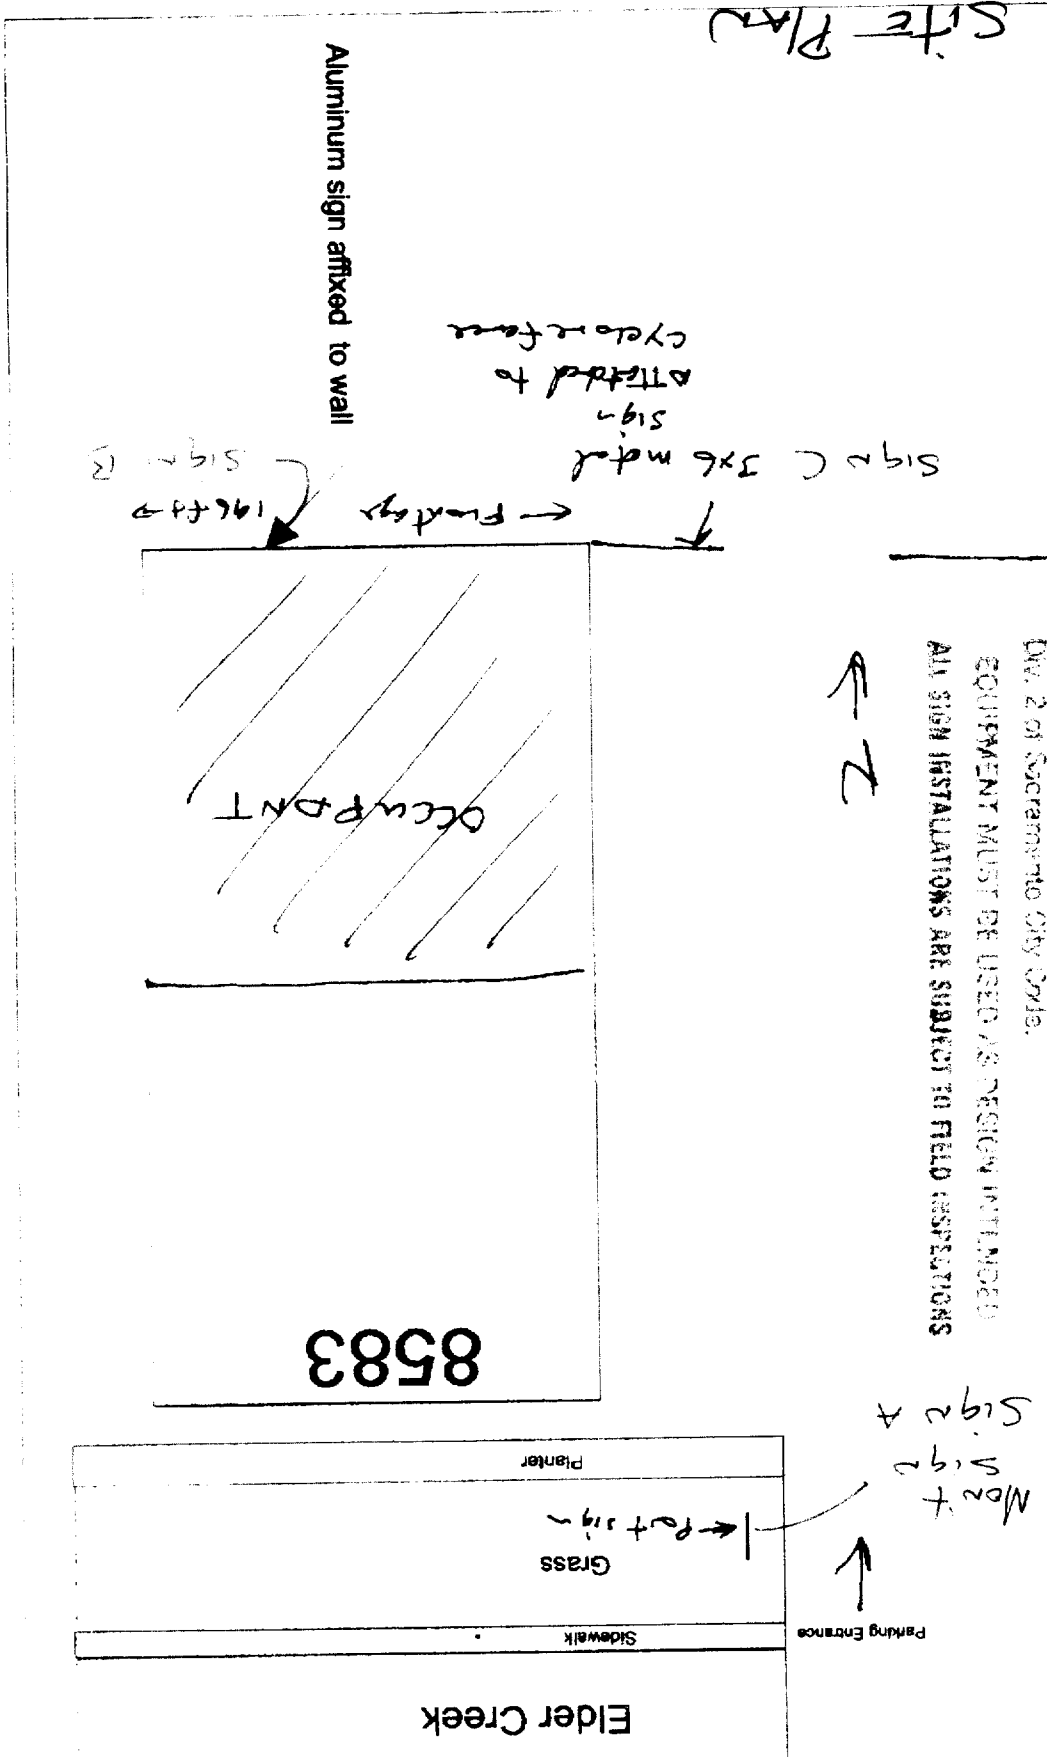 Site Plan
Aluminum sign affixed to wall
Sign C 3x6 metal
sign
attatched to
cyclone fence
Sign B
← Frontage 196 ft →
OCCUPANT
N
Div. 2 of Sacramento City Code.
EQUIPMENT MUST BE USED AS DESIGN INTENDED
ALL SIGN INSTALLATIONS ARE SUBJECT TO FIELD INSPECTIONS
8583
Planter
Mon't
Sign
Sign A
← Post sign
Grass
Parking Entrance
Sidewalk
Elder Creek